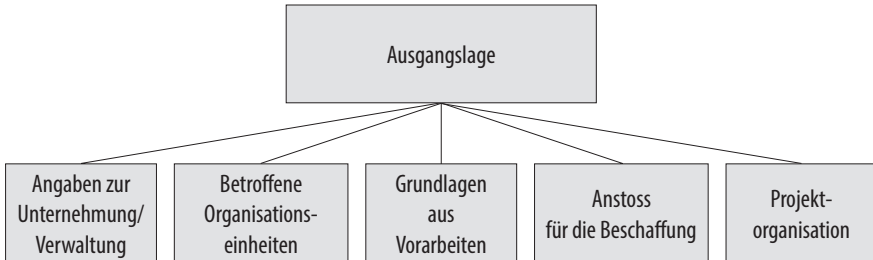 Ausgangslage
Angaben zur
Unternehmung/
Verwaltung
Betroffene
Organisations-
einheiten
Grundlagen
aus
Vorarbeiten
Anstoss
für die Beschaffung
Projekt-
organisation